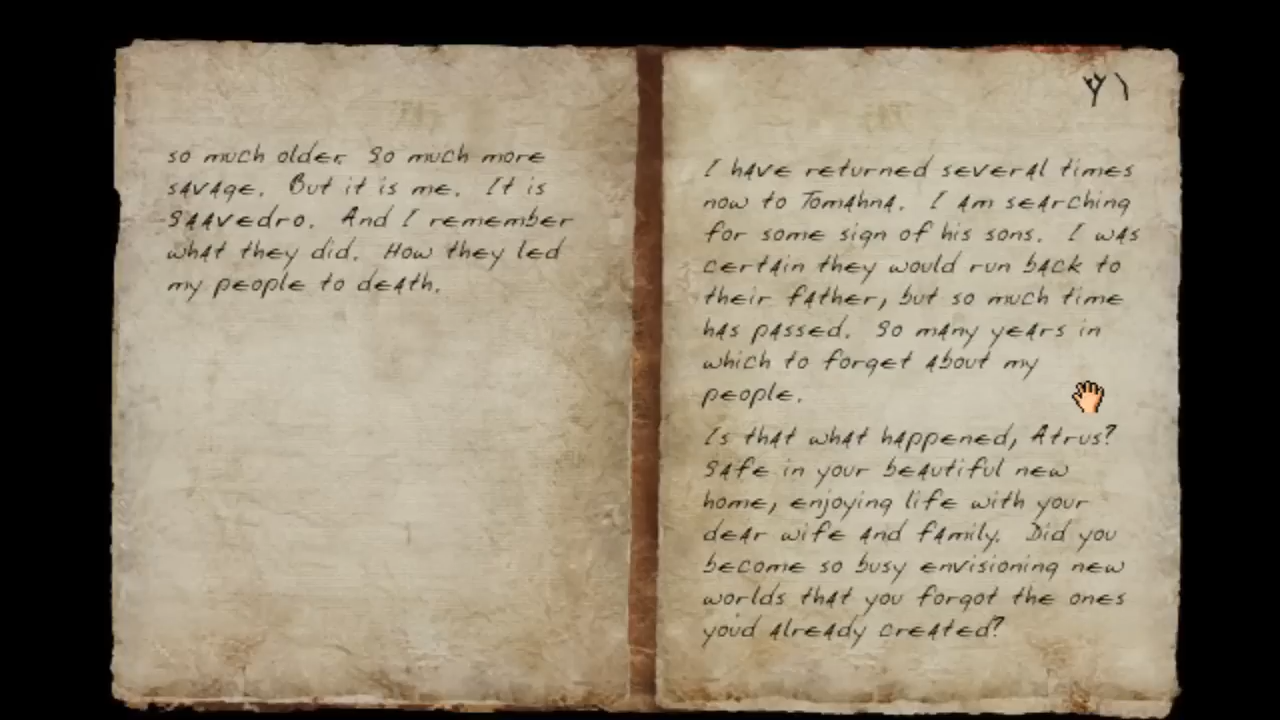 so much older. So much more
savage. But it is me. It is
Saavedro. And I remember
what they did. How they led
my people to death.
I have returned several times
now to Tomahna. I am searching
for some sign of his sons. I was
certain they would run back to
their father, but so much time
has passed. So many years in
which to forget about my
people.
Is that what happened, Atrus?
Safe in your beautiful new
home, enjoying life with your
dear wife and family. Did you
become so busy envisioning new
worlds that you forgot the ones
you'd already created?